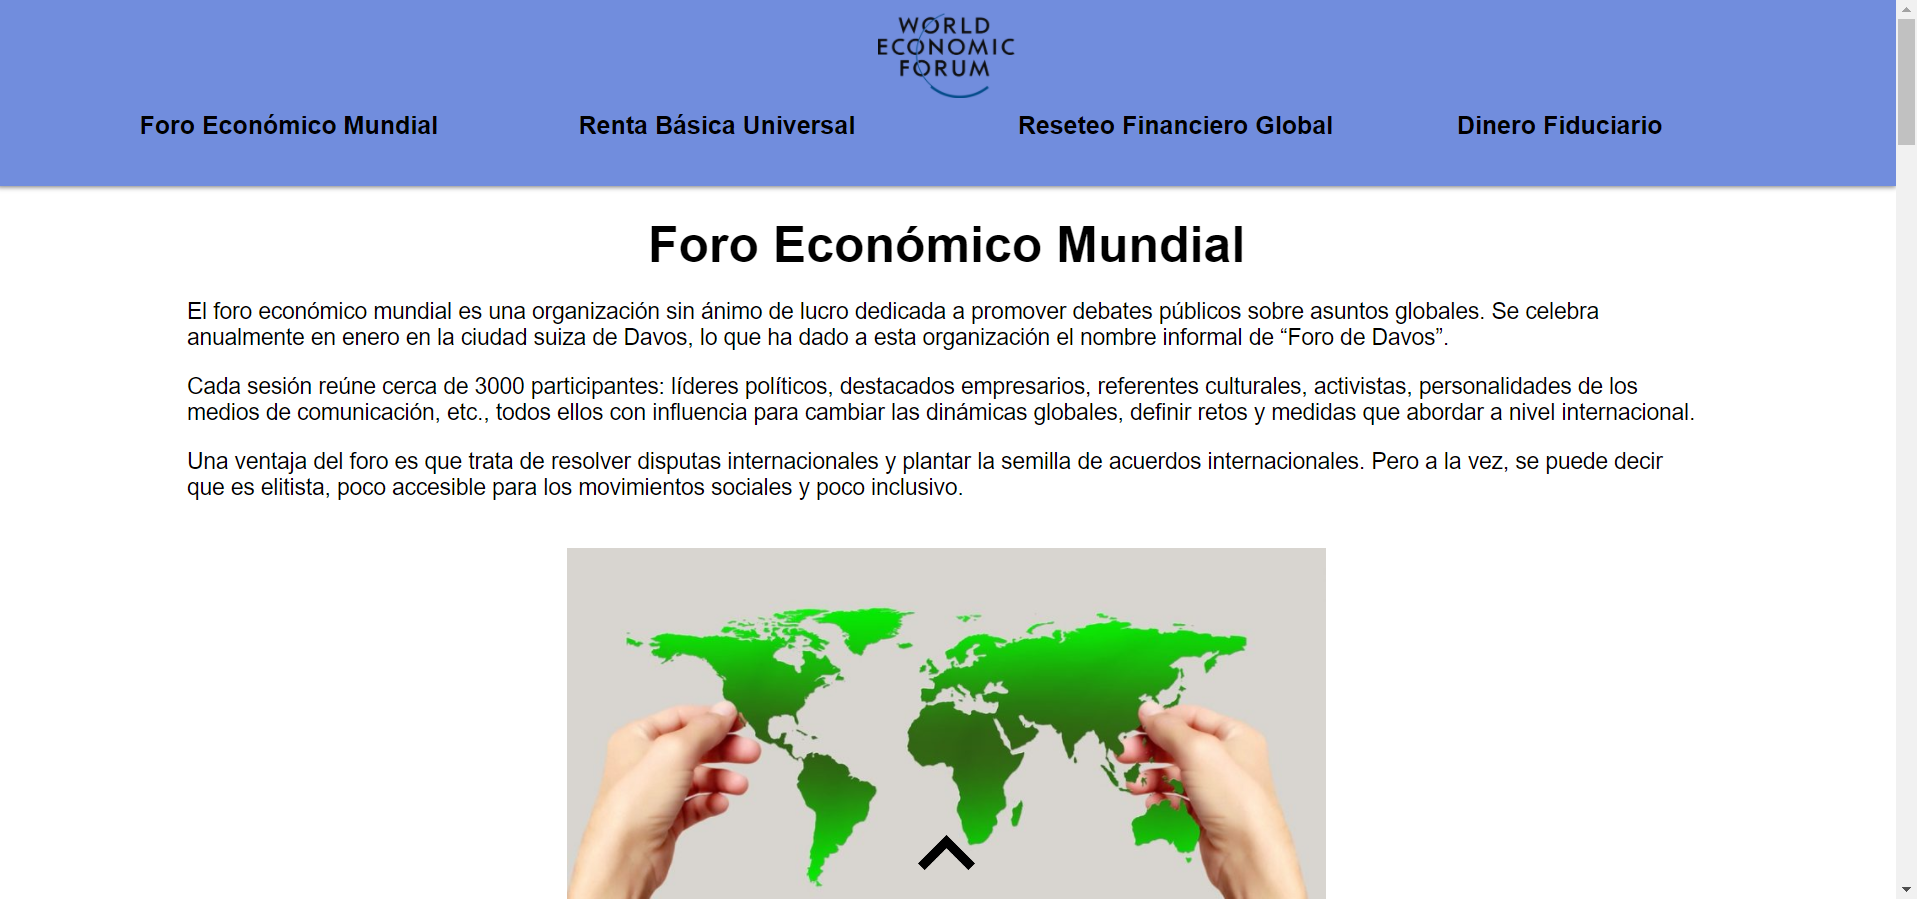 WORLD
ECONOMIC
FORUM
Foro Económico Mundial
Renta Básica Universal
Reseteo Financiero Global
Dinero Fiduciario
Foro Económico Mundial
El foro económico mundial es una organización sin ánimo de lucro dedicada a promover debates públicos sobre asuntos globales. Se celebra
anualmente en enero en la ciudad suiza de Davos, lo que ha dado a esta organización el nombre informal de “Foro de Davos”.
Cada sesión reúne cerca de 3000 participantes: líderes políticos, destacados empresarios, referentes culturales, activistas, personalidades de los
medios de comunicación, etc., todos ellos con influencia para cambiar las dinámicas globales, definir retos y medidas que abordar a nivel internacional.
Una ventaja del foro es que trata de resolver disputas internacionales y plantar la semilla de acuerdos internacionales. Pero a la vez, se puede decir
que es elitista, poco accesible para los movimientos sociales y poco inclusivo.